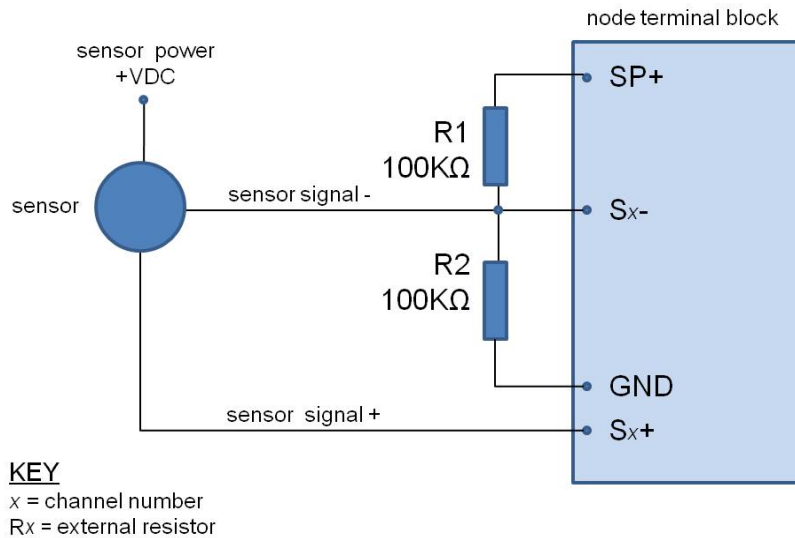 node terminal block
sensor power
+VDC
SP+
R1
100KΩ
sensor
sensor signal -
Sx-
R2
100KΩ
GND
sensor signal +
Sx+
KEY
x = channel number
Rx = external resistor